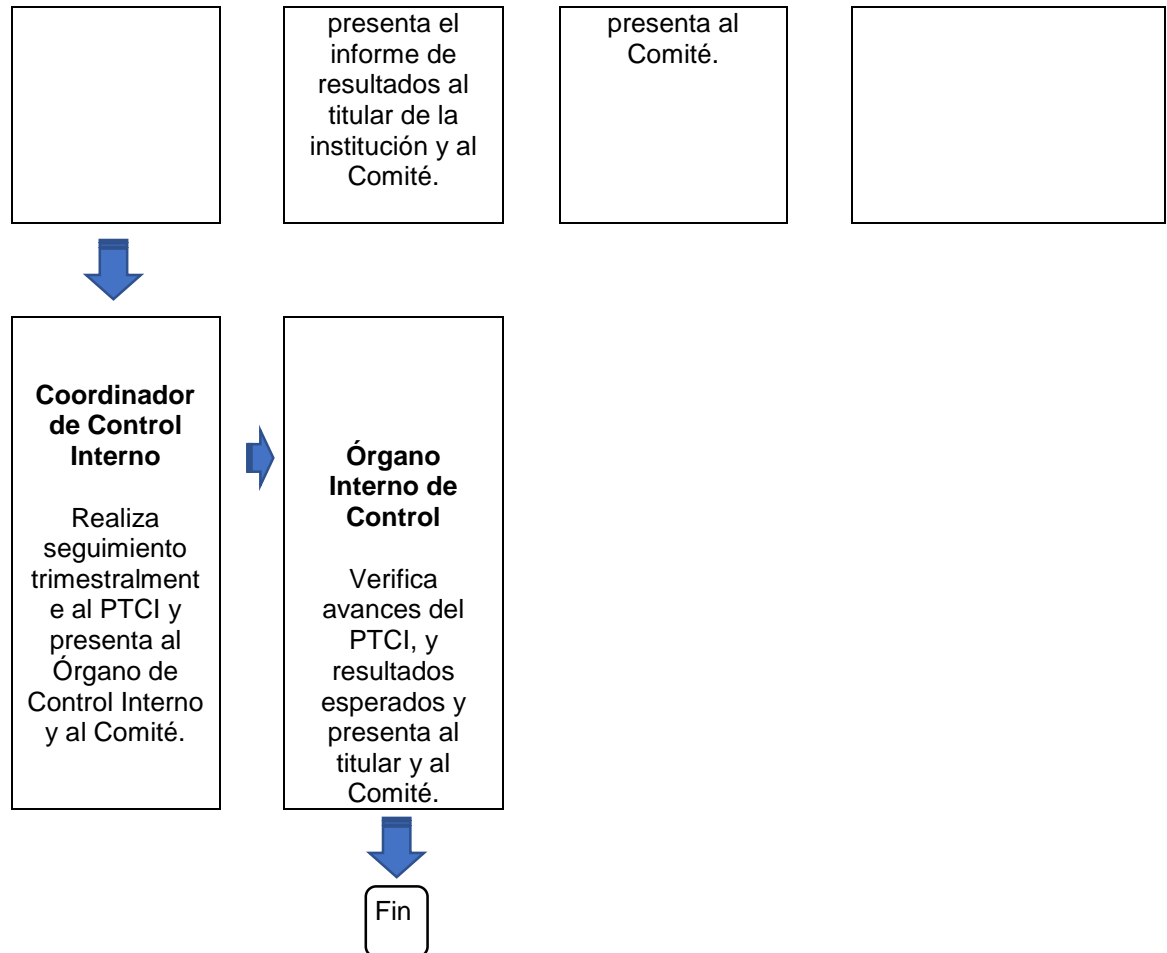 presenta el
informe de
resultados al
titular de la
institución y al
Comité.
presenta al
Comité.
Coordinador
de Control
Interno
Realiza
seguimiento
trimestralment
e al PTCI y
presenta al
Órgano de
Control Interno
y al Comité.
Órgano
Interno de
Control
Verifica
avances del
PTCI, y
resultados
esperados y
presenta al
titular y al
Comité.
Fin